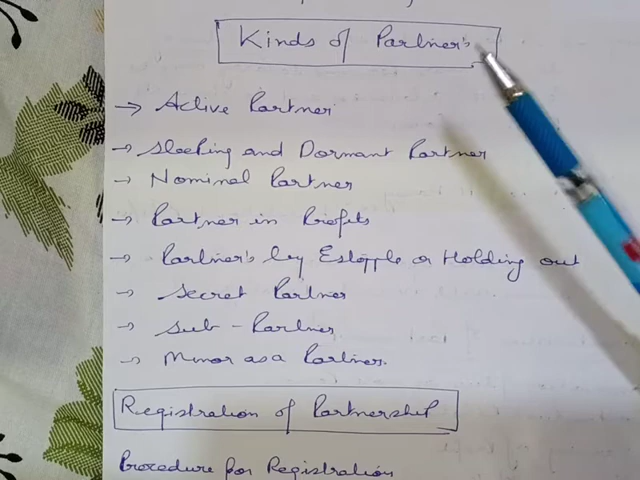 Kinds of Partner's
→ Active Partner
→ Sleeping and Dormant Partner
→ Nominal Partner
→ Partner in Profits
→ Partner's by Estopple or Holding out
→ Secret Partner
→ Sub - Partner
→ Minor as a Partner.
Registration of Partnership
Procedure for Registration